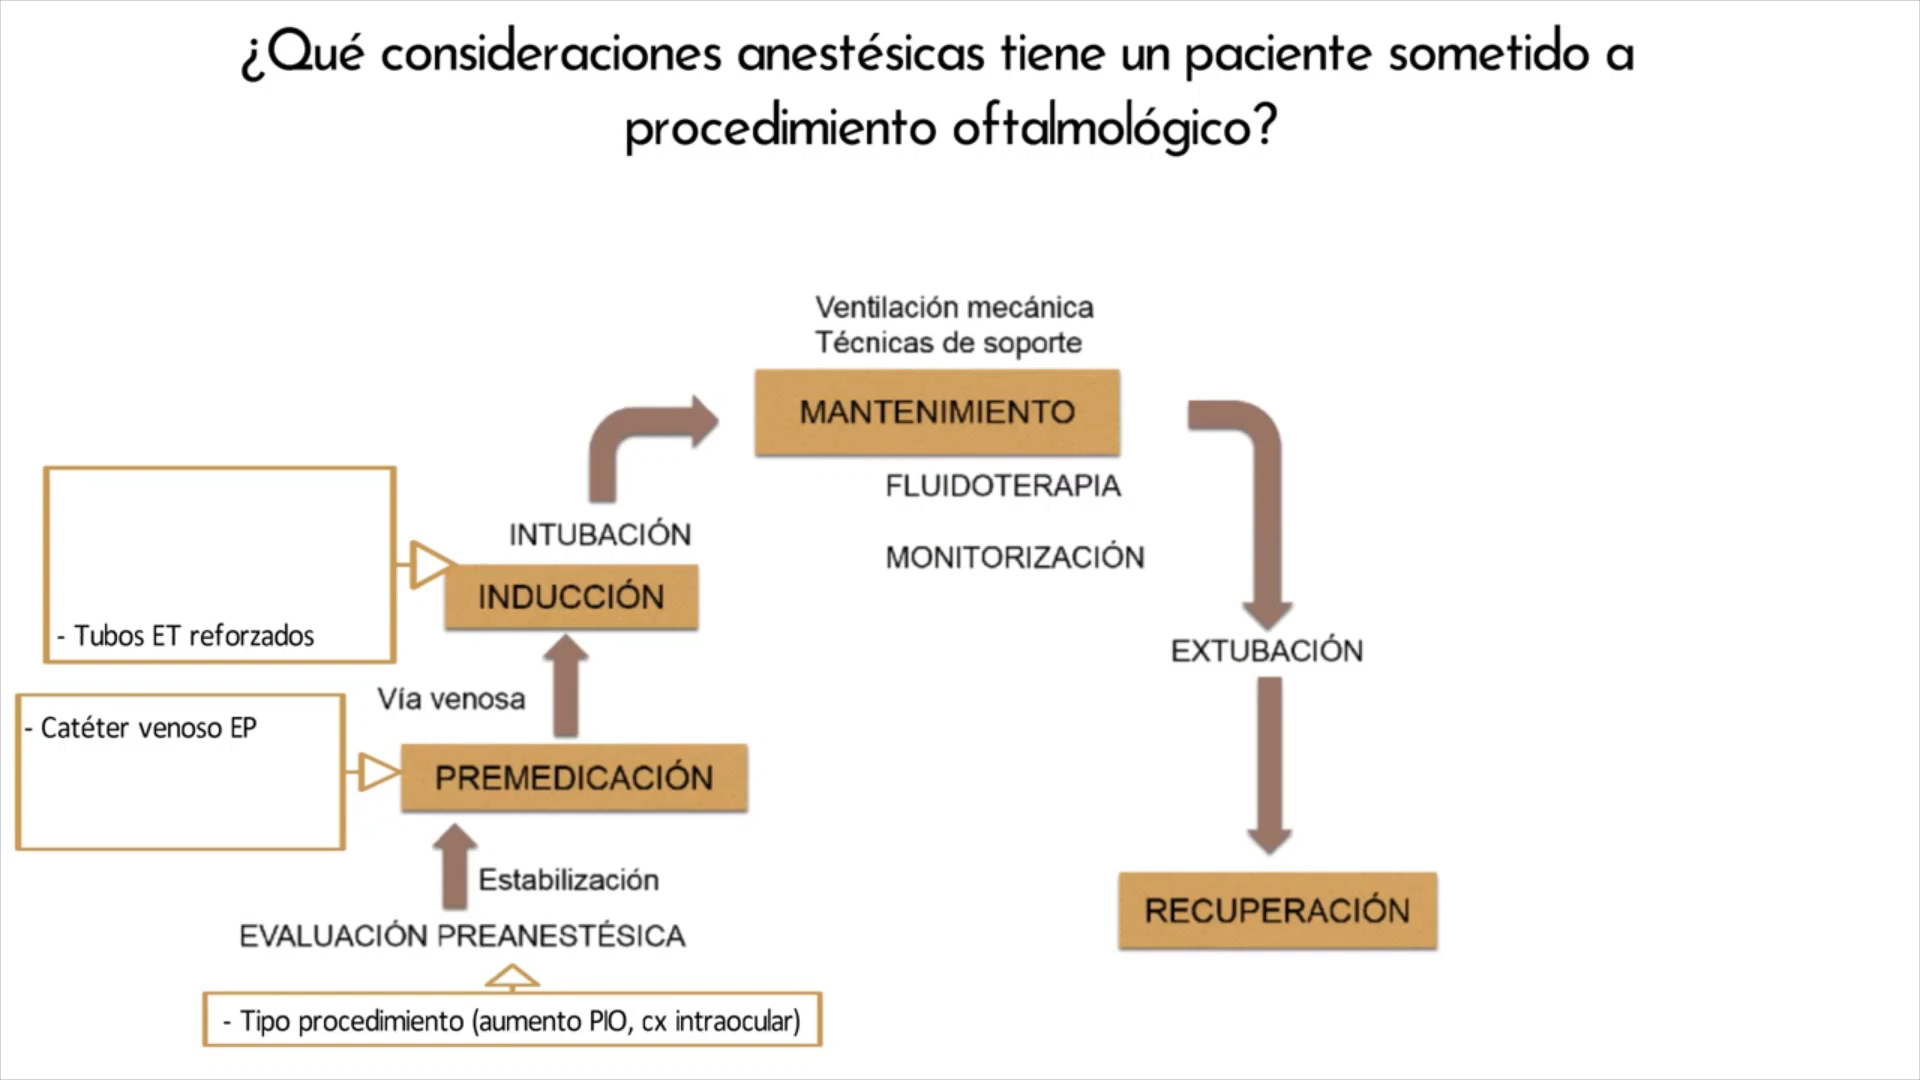 ¿Qué consideraciones anestésicas tiene un paciente sometido a
procedimiento oftalmológico?
Ventilación mecánica
Técnicas de soporte
MANTENIMIENTO
FLUIDOTERAPIA
MONITORIZACIÓN
INTUBACIÓN
INDUCCIÓN
- Tubos ET reforzados
Vía venosa
- Catéter venoso EP
PREMEDICACIÓN
Estabilización
EVALUACIÓN PREANESTÉSICA
- Tipo procedimiento (aumento PIO, cx intraocular)
EXTUBACIÓN
RECUPERACIÓN